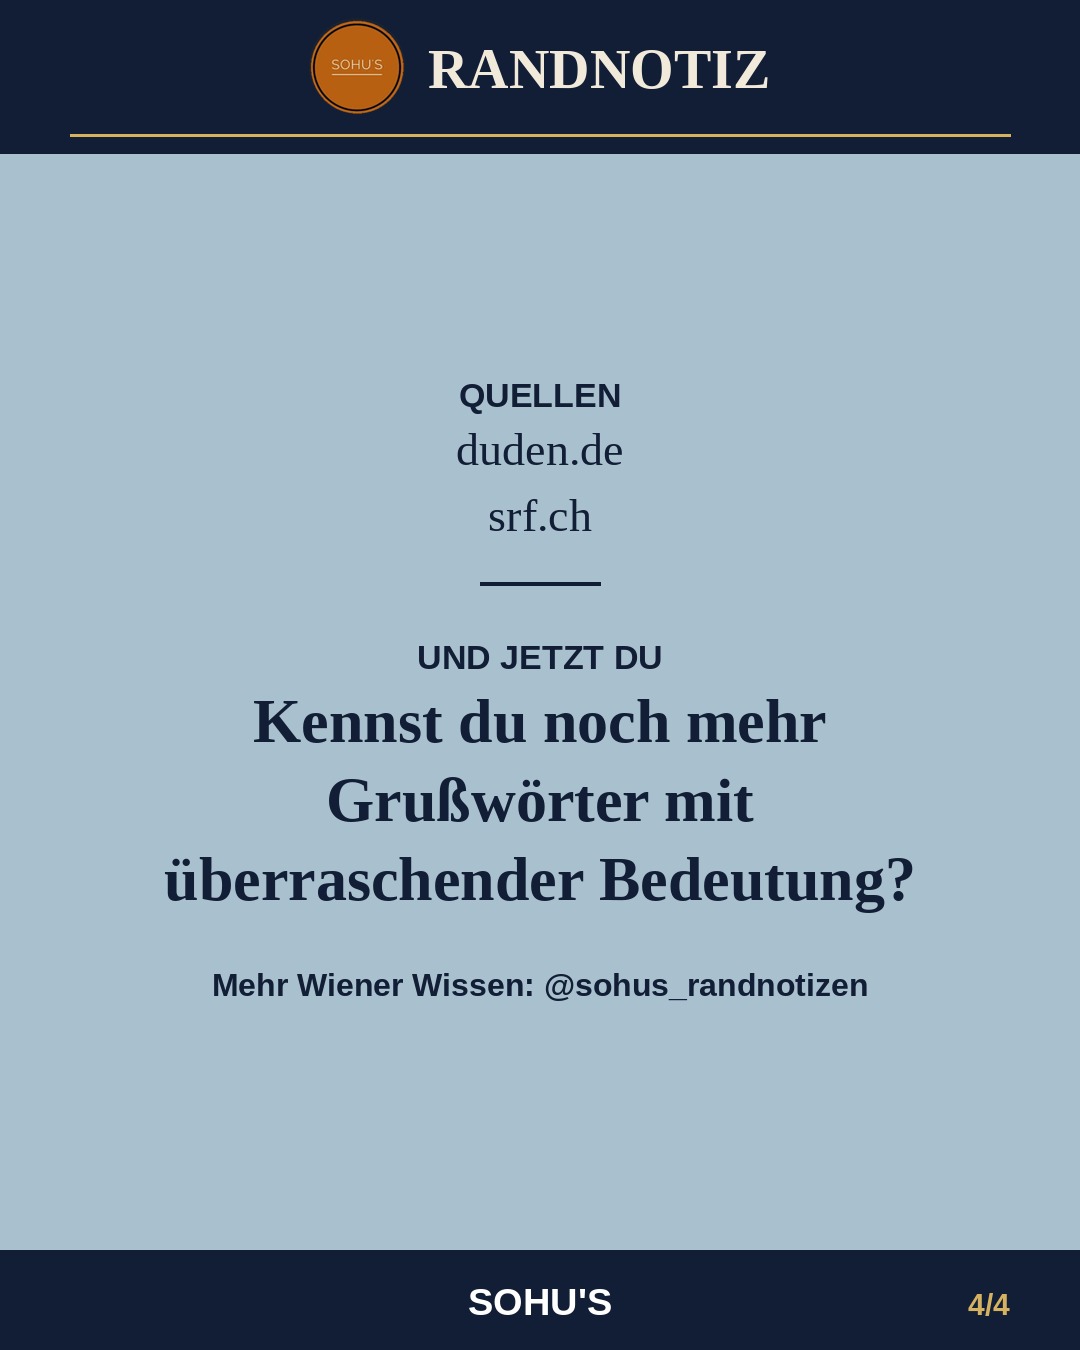 SOHU'S
RANDNOTIZ
QUELLEN
duden.de
srf.ch
UND JETZT DU
Kennst du noch mehr
Grußwörter mit
überraschender Bedeutung?
Mehr Wiener Wissen: @sohus_randnotizen
SOHU'S
4/4